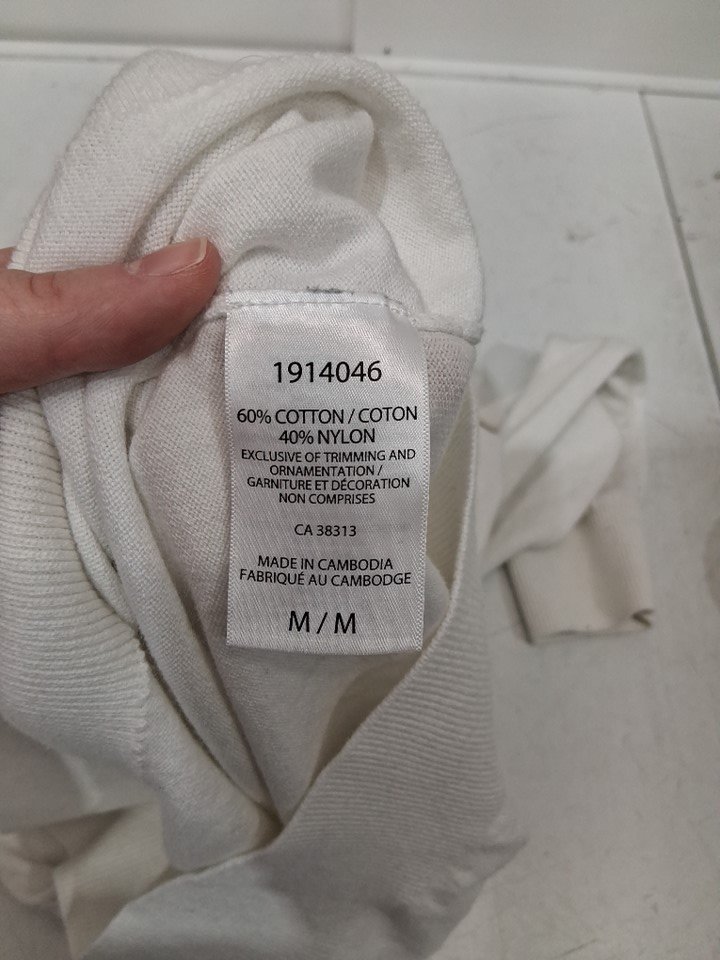 1914046
60% COTTON / COTON
40% NYLON
EXCLUSIVE OF TRIMMING AND
ORNAMENTATION /
GARNITURE ET DÉCORATION
NON COMPRISES
CA 38313
MADE IN CAMBODIA
FABRIQUÉ AU CAMBODGE
M / M